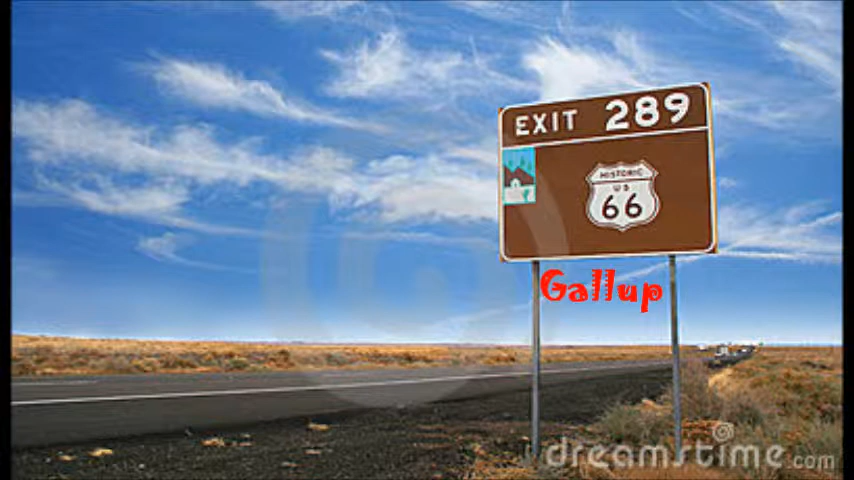 EXIT 289
HISTORIC
US
66
Gallup
dreamstime.com